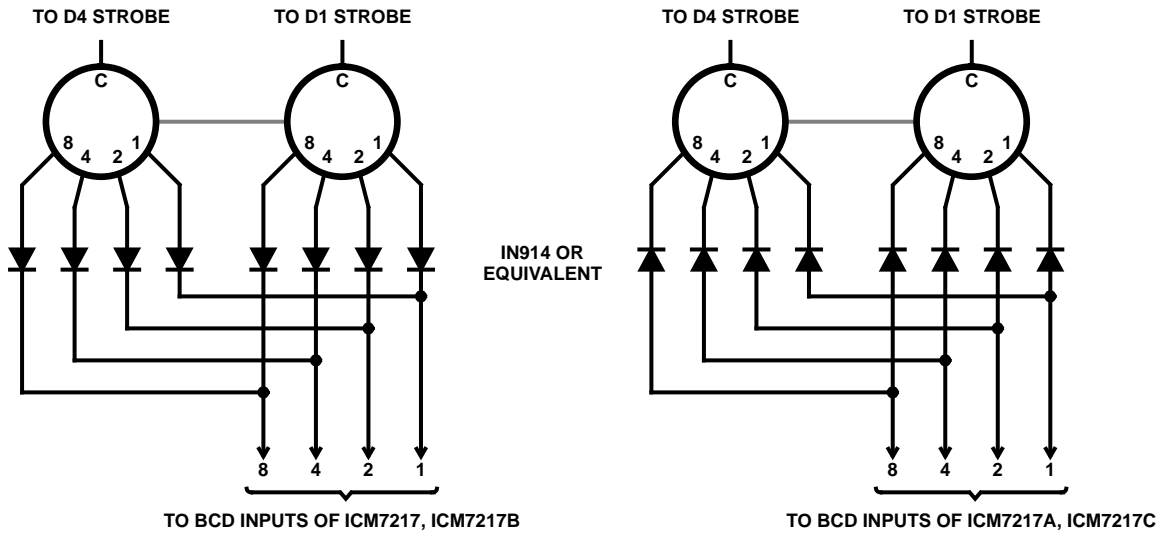 TO D4 STROBE
TO D1 STROBE
C
8
4
2
1
C
8
4
2
1
8
4
2
1
TO BCD INPUTS OF ICM7217, ICM7217B
IN914 OR
EQUIVALENT
TO D4 STROBE
TO D1 STROBE
C
8
4
2
1
C
8
4
2
1
8
4
2
1
TO BCD INPUTS OF ICM7217A, ICM7217C